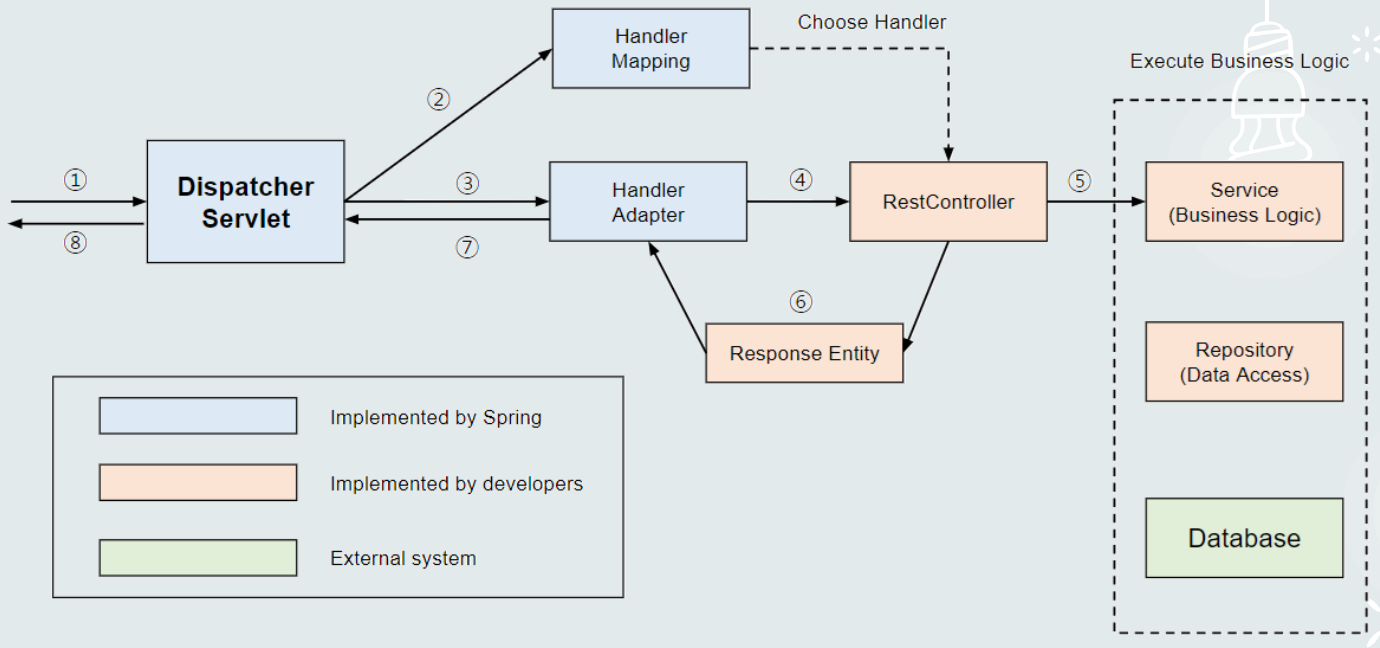 Handler
Mapping
Choose Handler
Execute Business Logic
②
①
Dispatcher
Servlet
③
Handler
Adapter
④
RestController
⑤
Service
(Business Logic)
⑧
⑦
⑥
Response Entity
Repository
(Data Access)
Implemented by Spring
Implemented by developers
External system
Database